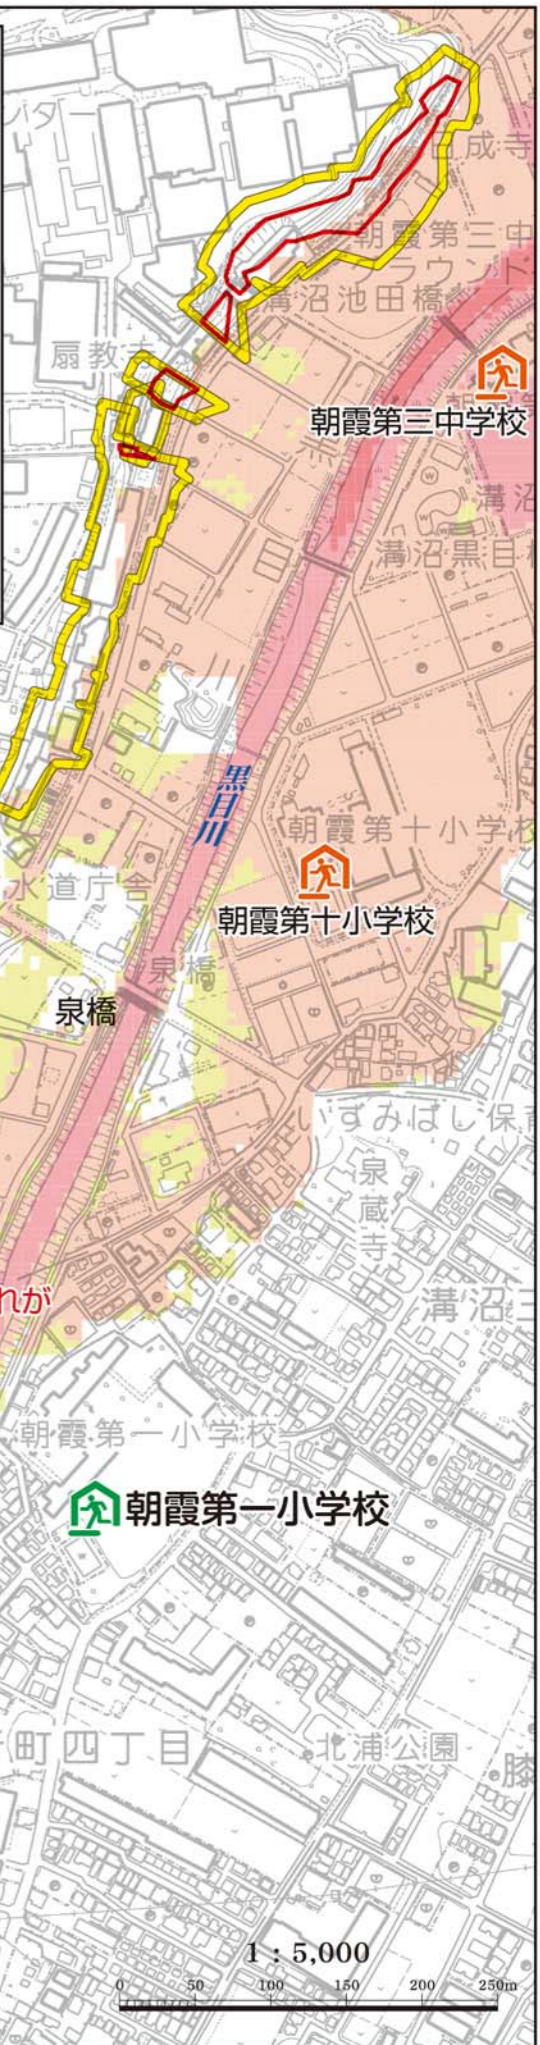 ンター
成寺
朝霞第三中
グラウンド
溝沼池田橋
扇教寺
朝霞第三中学校
溝沼
溝沼黒目橋
黒目川
朝霞第十小学校
水道庁舎
朝霞第十小学校
泉橋
泉橋
いずみばし保育
泉蔵寺
れが
溝沼三
朝霞第一小学校
朝霞第一小学校
町四丁目
北浦公園
膝
1 : 5,000
0 50 100 150 200 250m